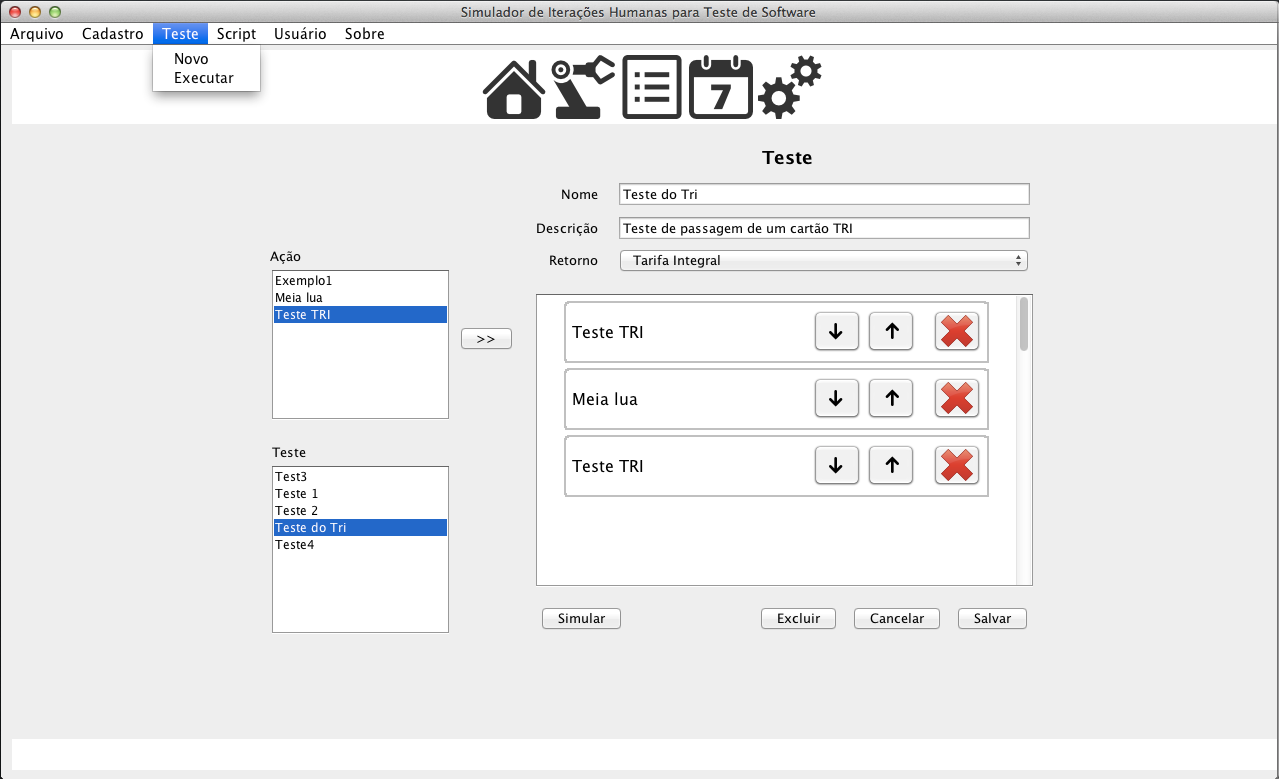 Simulador de Iterações Humanas para Teste de Software
Arquivo Cadastro Teste Script Usuário Sobre
Novo
Executar
7
Teste
Nome Teste do Tri
Descrição Teste de passagem de um cartão TRI
Retorno Tarifa Integral
Ação
Exemplo1
Meia lua
Teste TRI
>>
Teste TRI
Meia lua
Teste TRI
Teste
Test3
Teste 1
Teste 2
Teste do Tri
Teste4
Simular Excluir Cancelar Salvar